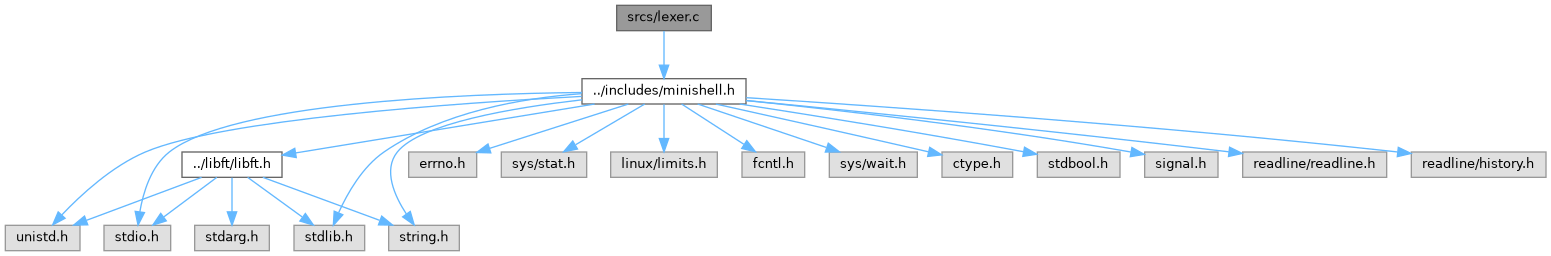 srcs/lexer.c
../includes/minishell.h
../libft/libft.h
errno.h
sys/stat.h
linux/limits.h
fcntl.h
sys/wait.h
ctype.h
stdbool.h
signal.h
readline/readline.h
readline/history.h
unistd.h
stdio.h
stdarg.h
stdlib.h
string.h